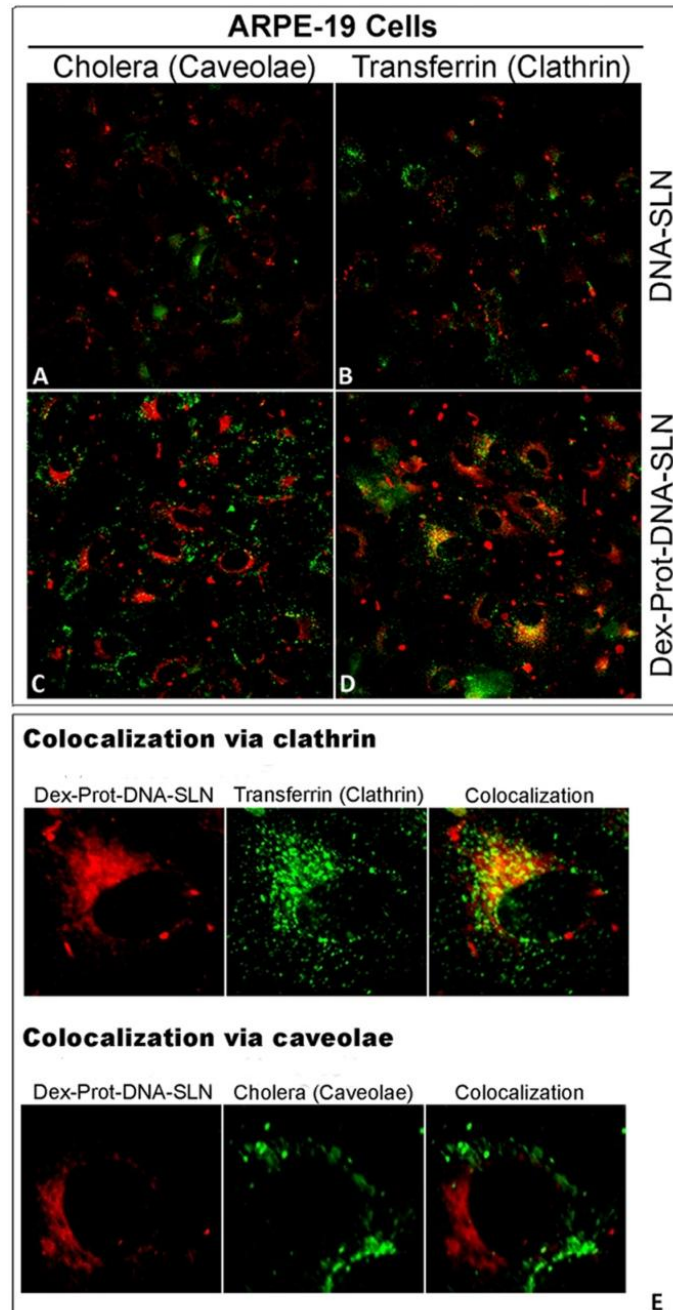 ARPE-19 Cells
Cholera (Caveolae) Transferrin (Clathrin)
DNA-SLN
A B
Dex-Prot-DNA-SLN
C D
Colocalization via clathrin
Dex-Prot-DNA-SLN Transferrin (Clathrin) Colocalization
Colocalization via caveolae
Dex-Prot-DNA-SLN Cholera (Caveolae) Colocalization
E